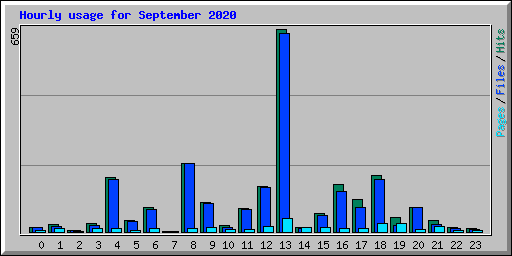 Hourly usage for September 2020
659
Pages/Files/Hits
0 1 2 3 4 5 6 7 8 9 10 11 12 13 14 15 16 17 18 19 20 21 22 23